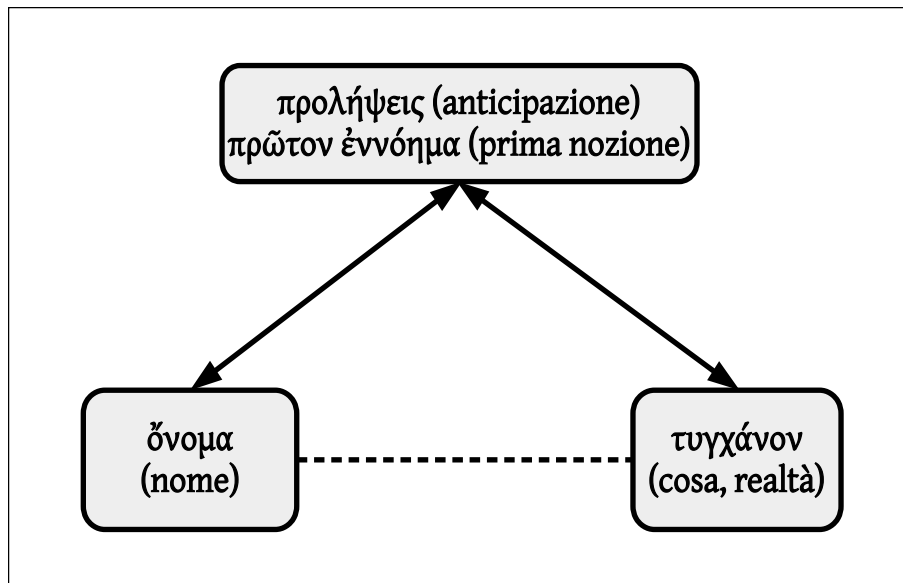 προλήψεις (anticipazione)
πρῶτον ἐννόημα (prima nozione)
ὄνομα
(nome)
τυγχάνον
(cosa, realtà)